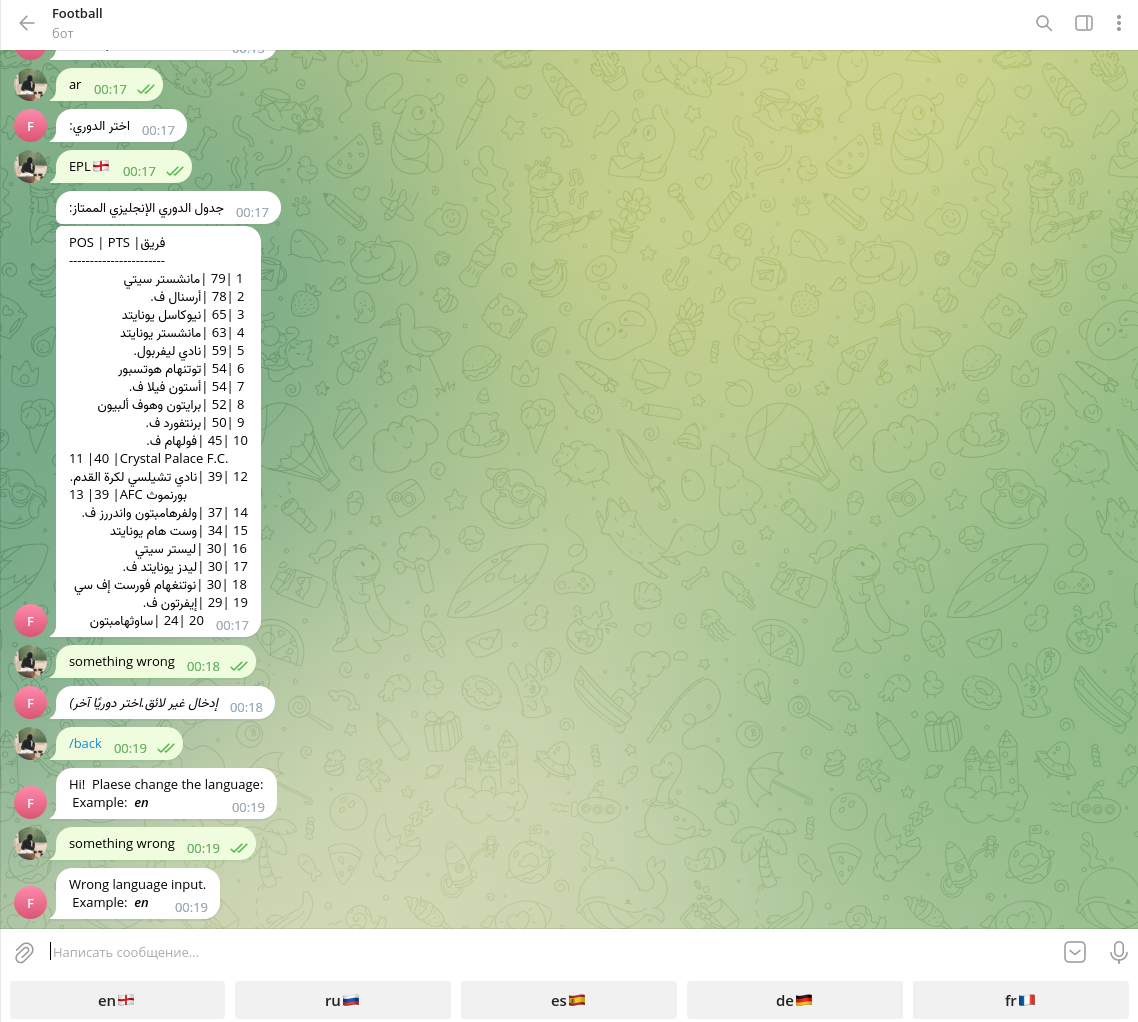 Football
бот
ar 00:17
F
اختر الدوري: 00:17
EPL 00:17
جدول الدوري الإنجليزي الممتاز: 00:17
POS | PTS |فريق
-----------------------
1 |79 |مانشستر سيتي
2 |78 |أرسنال ف.
3 |65 |نيوكاسل يونايتد
4 |63 |مانشستر يونايتد
5 |59 |نادي ليفربول.
6 |54 |توتنهام هوتسبور
7 |54 |أستون فيلا ف.
8 |52 |برايتون وهوف ألبيون
9 |50 |برنتفورد ف.
10 |45 |فولهام ف.
11 |40 |Crystal Palace F.C.
12 |39 |نادي تشيلسي لكرة القدم.
13 |39 |AFC بورنموث
14 |37 |ولفرهامبتون واندررز ف.
15 |34 |وست هام يونايتد
16 |30 |ليستر سيتي
17 |30 |ليدز يونايتد ف.
18 |30 |نوتنغهام فورست إف سي
19 |29 |إيفرتون ف.
20 |24 |ساوثهامبتون
00:17
F
something wrong 00:18
F
إدخال غير لائق.اختر دوريًا آخر) 00:18
/back 00:19
Hi! Plaese change the language:
Example: en 00:19
F
something wrong 00:19
Wrong language input.
Example: en 00:19
F
Написать сообщение...
en
ru
es
de
fr